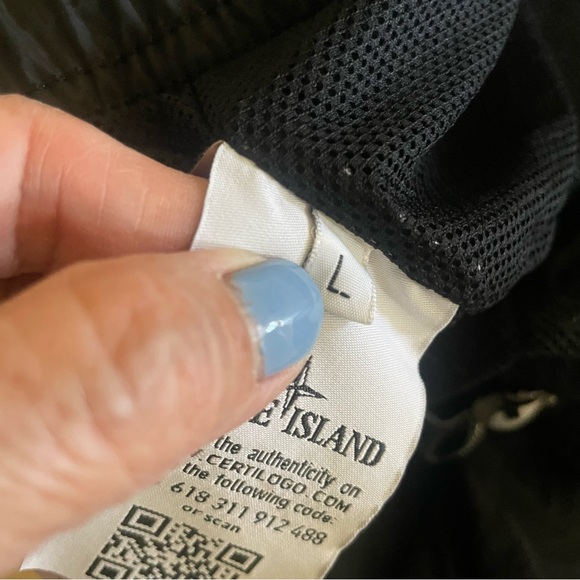 L
E ISLAND
the authenticity on
CERTILOGO.COM
the following code:
618 311 912 488
or scan